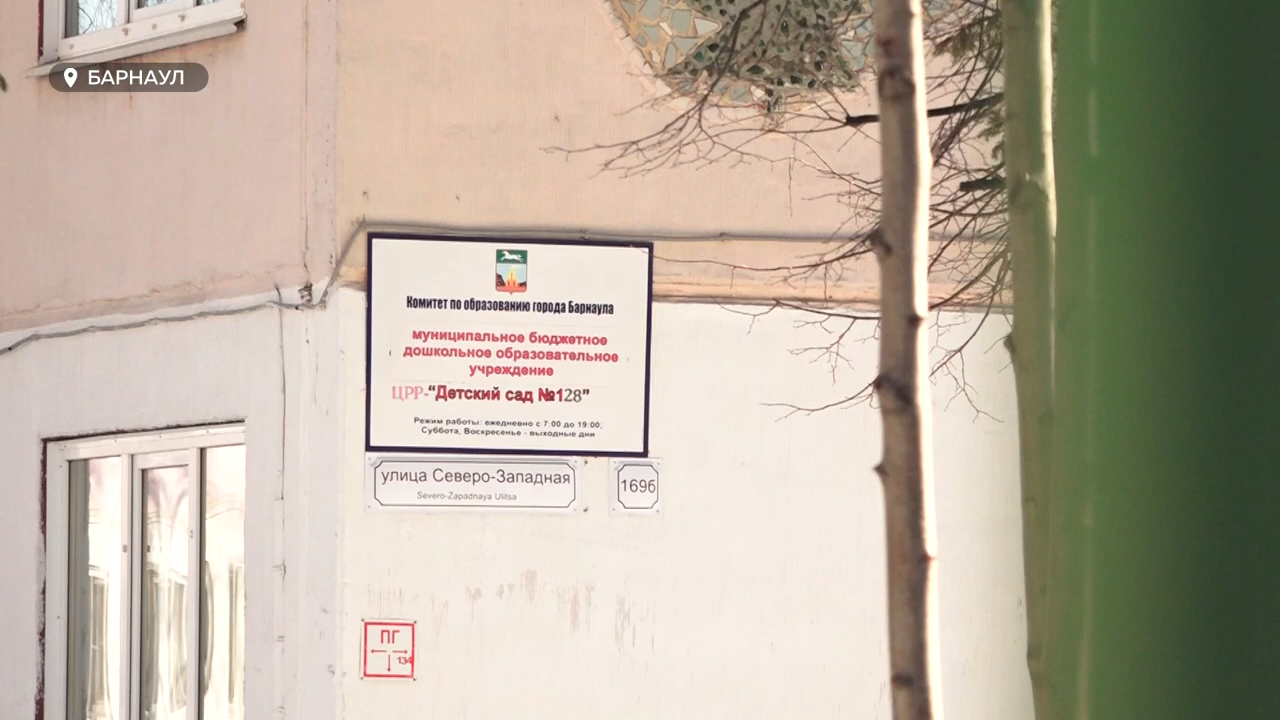 БАРНАУЛ
Комитет по образованию города Барнаула
муниципальное бюджетное
дошкольное образовательное
учреждение
ЦРР-“Детский сад №128”
Режим работы: ежедневно с 7:00 до 19:00;
Суббота, Воскресенье - выходные дни
улица Северо-Западная
Severo-Zapadnaya Ulitsa
169б
ПГ
134